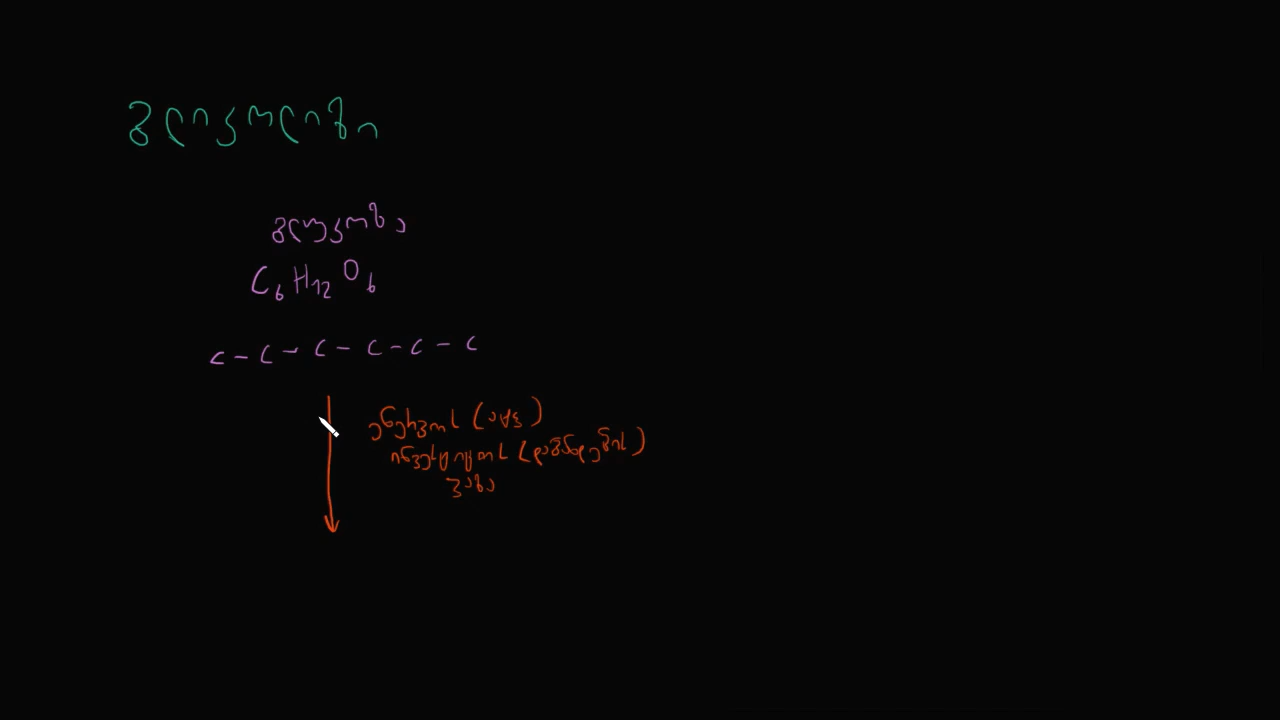 გლიკოლიზი
გლუკოზა
C₆H₁₂O₆
C - C - C - C - C - C
ენერგიის (ატფ)
ინვესტიციის (დაბანდების)
ფაზა